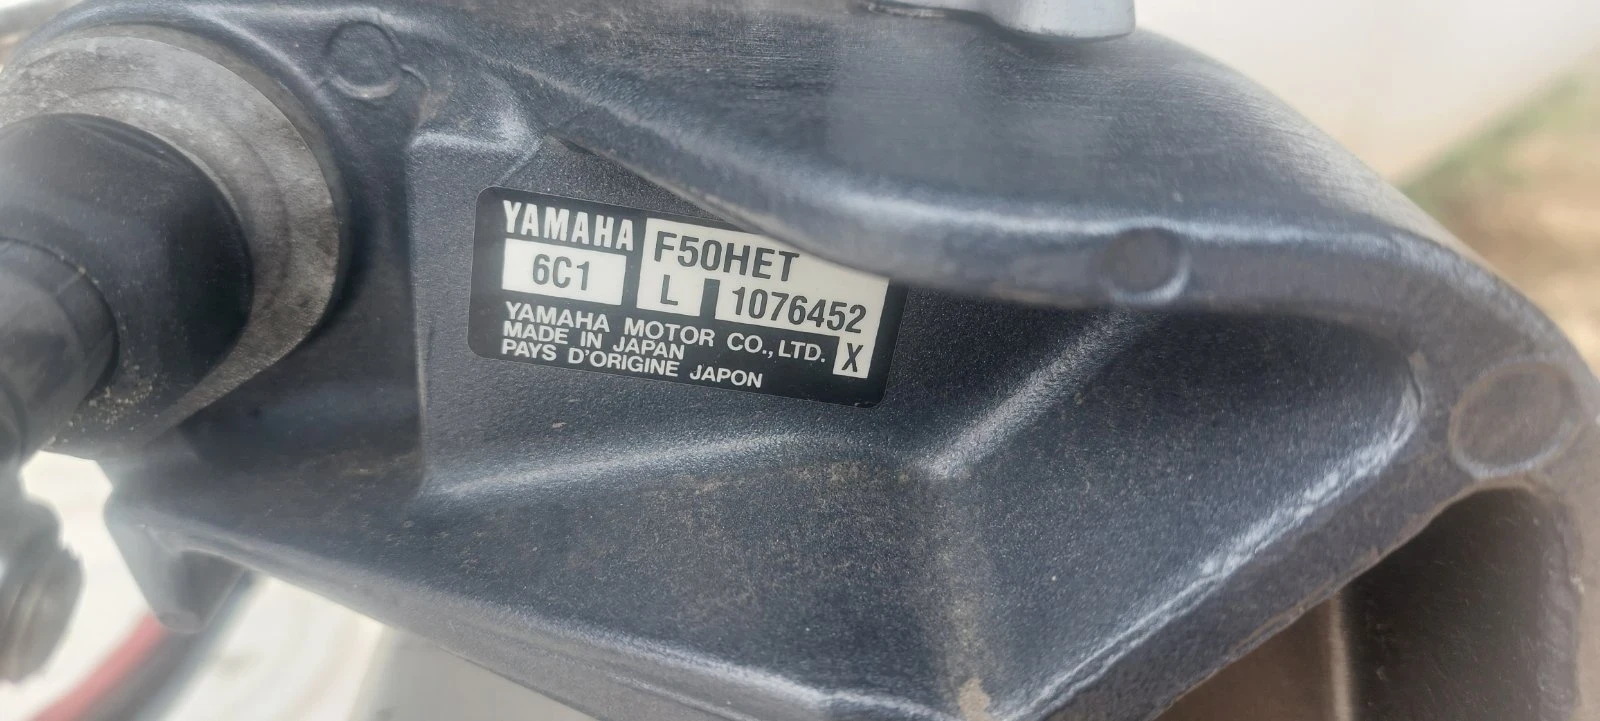 YAMAHA F50HET
6C1 L 1076452
YAMAHA MOTOR CO., LTD. X
MADE IN JAPAN
PAYS D'ORIGINE JAPON